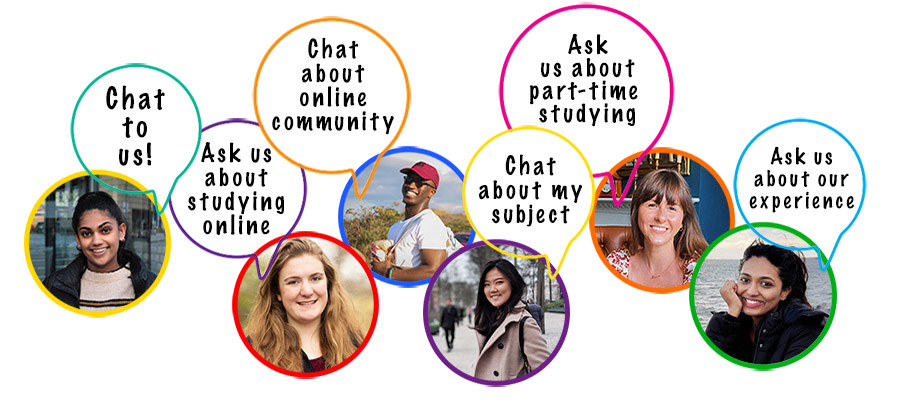 Chat
to
us!
Ask us
about
studying
online
Chat
about
online
community
Chat
about my
subject
Ask
us about
part-time
studying
Ask us
about our
experience